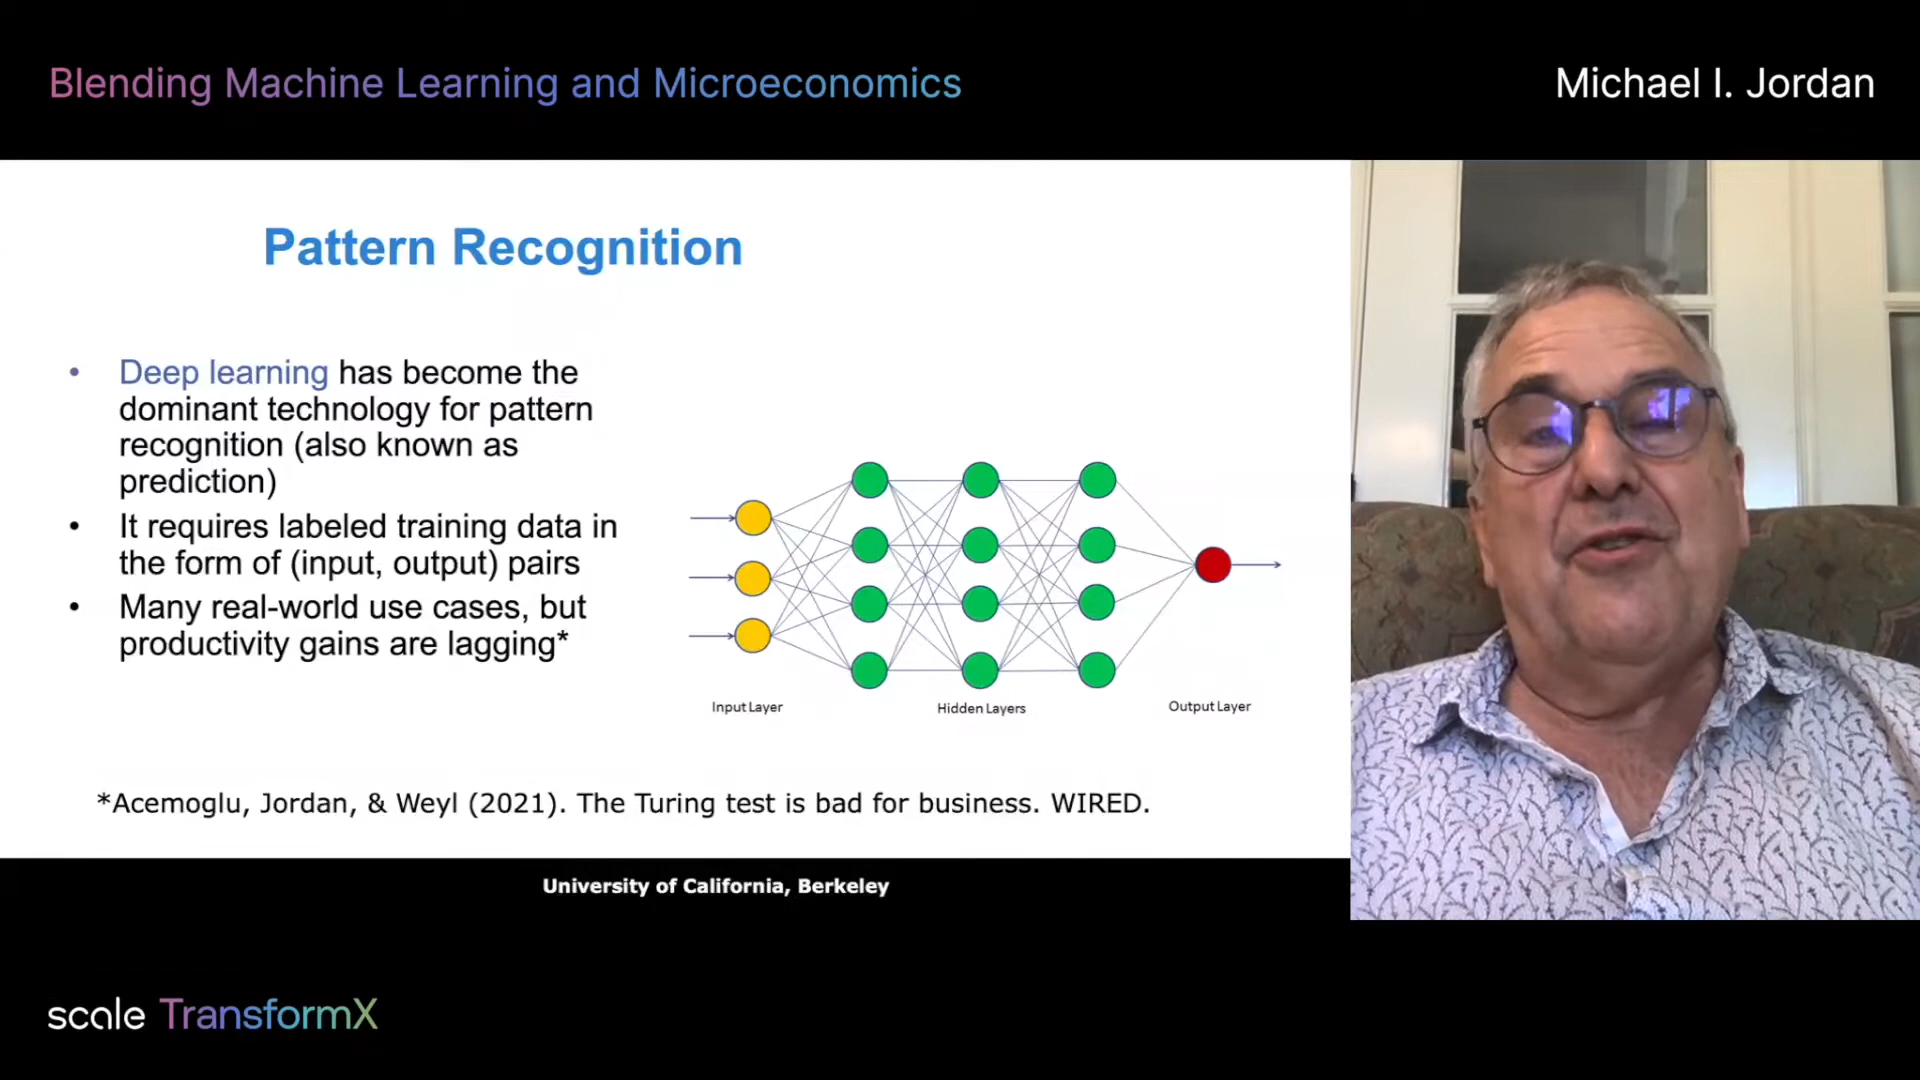 Blending Machine Learning and Microeconomics
Michael I. Jordan
Pattern Recognition
• Deep learning has become the
dominant technology for pattern
recognition (also known as
prediction)
• It requires labeled training data in
the form of (input, output) pairs
• Many real-world use cases, but
productivity gains are lagging*
Input Layer
Hidden Layers
Output Layer
*Acemoglu, Jordan, & Weyl (2021). The Turing test is bad for business. WIRED.
University of California, Berkeley
scale TransformX